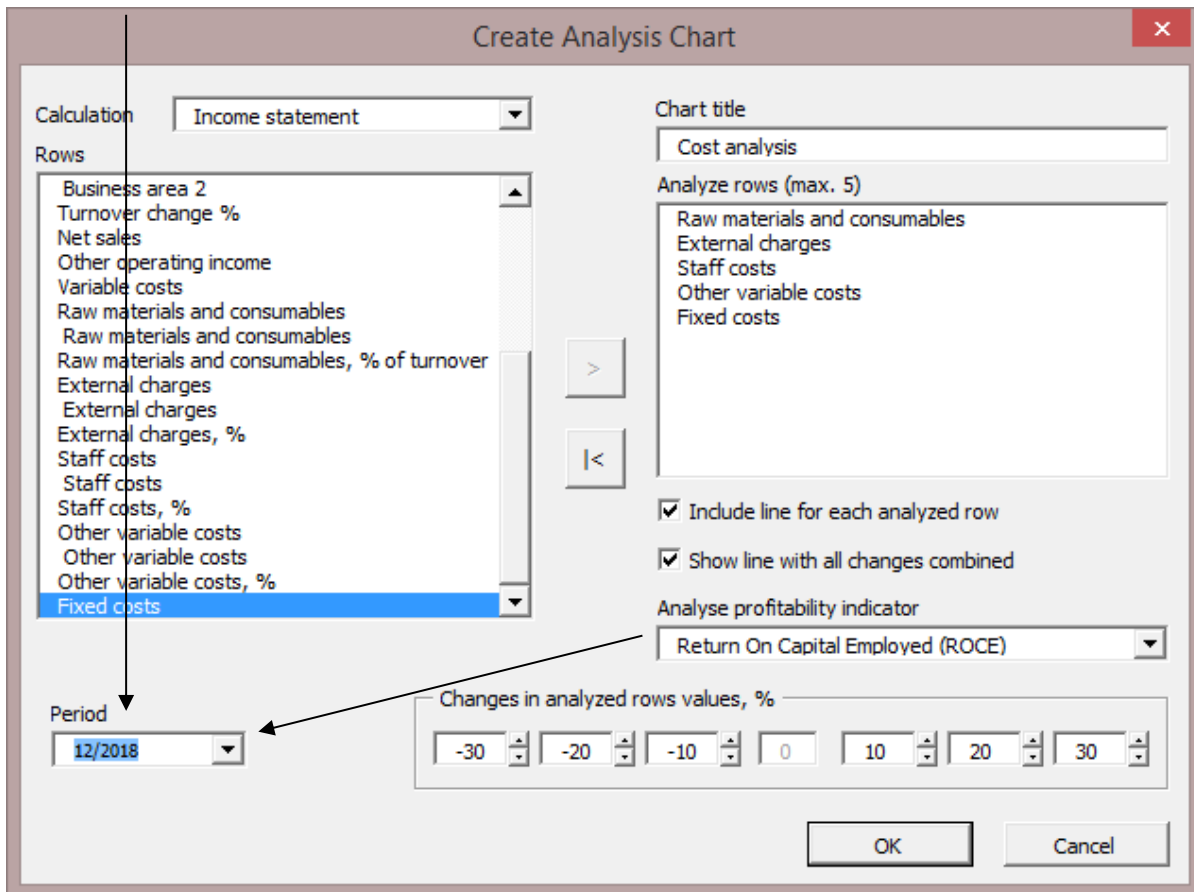 Create Analysis Chart
×
Calculation
Income statement
Rows
Business area 2
Turnover change %
Net sales
Other operating income
Variable costs
Raw materials and consumables
Raw materials and consumables
Raw materials and consumables, % of turnover
External charges
External charges
External charges, %
Staff costs
Staff costs
Staff costs, %
Other variable costs
Other variable costs
Other variable costs, %
Fixed costs
>
|<
Chart title
Cost analysis
Analyze rows (max. 5)
Raw materials and consumables
External charges
Staff costs
Other variable costs
Fixed costs
Include line for each analyzed row
Show line with all changes combined
Analyse profitability indicator
Return On Capital Employed (ROCE)
Period
12/2018
Changes in analyzed rows values, %
-30 -20 -10 0 10 20 30
OK Cancel